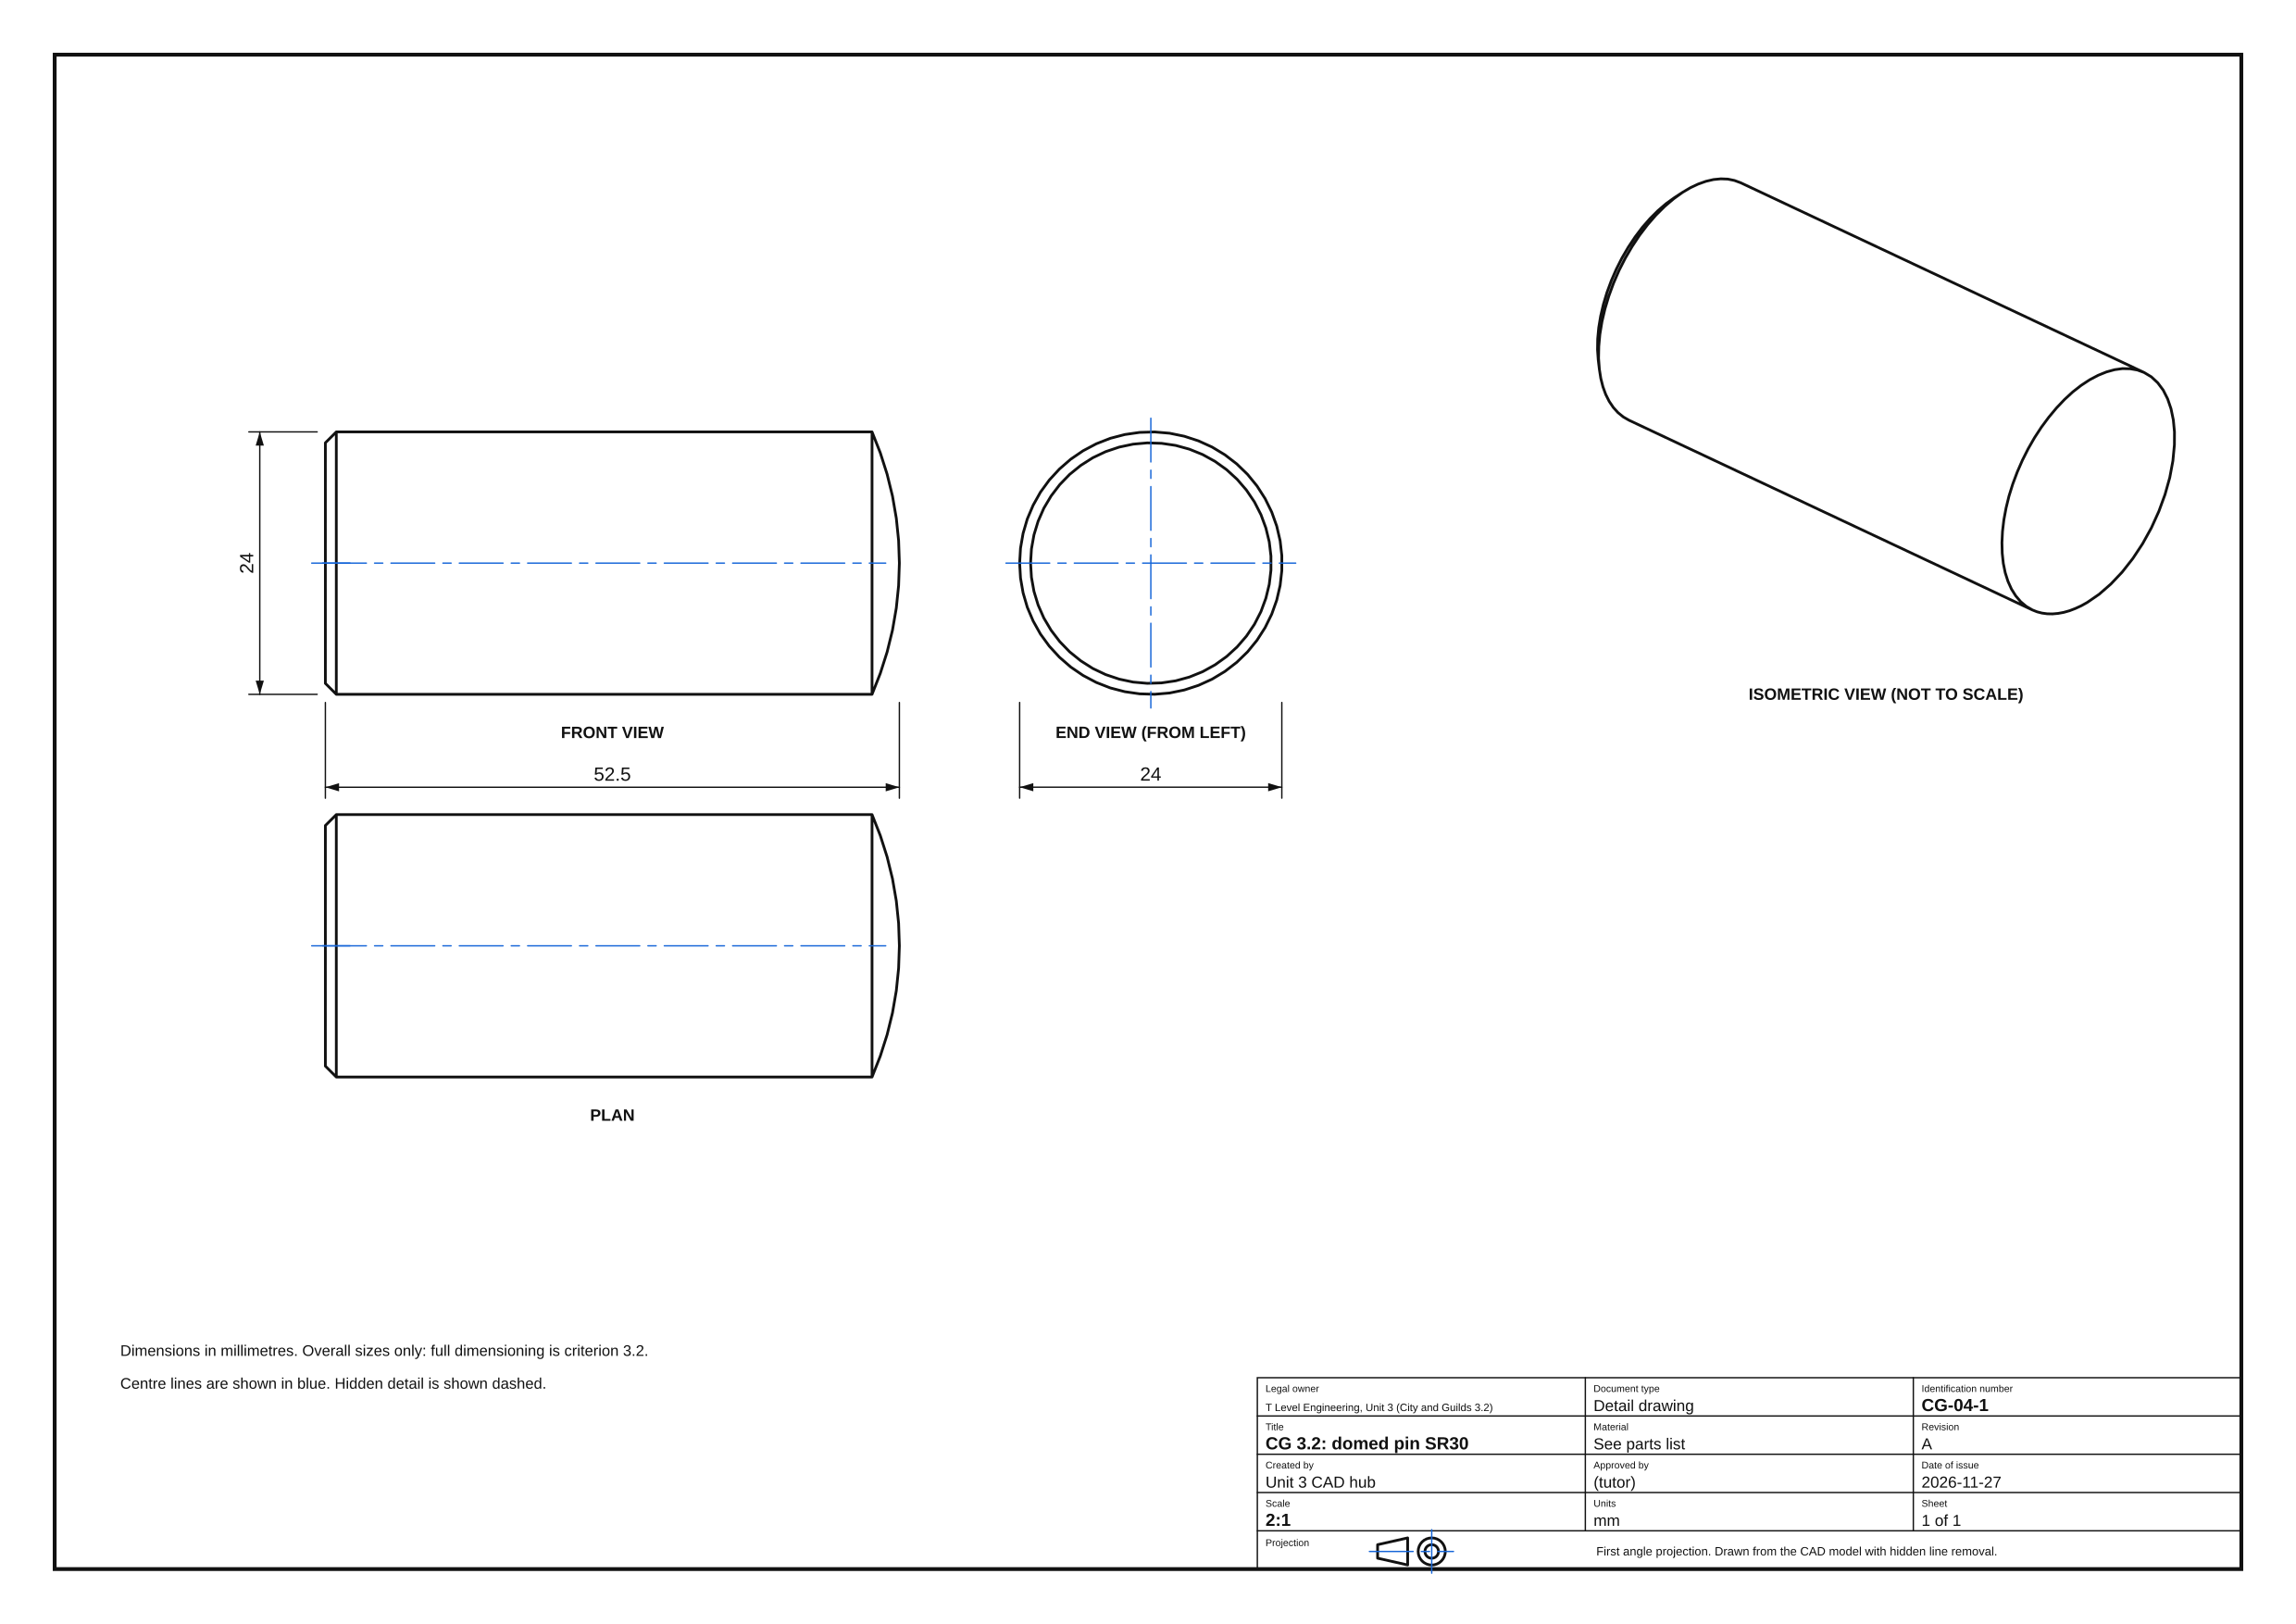 24
FRONT VIEW
END VIEW (FROM LEFT)
ISOMETRIC VIEW (NOT TO SCALE)
52.5
24
PLAN
Dimensions in millimetres. Overall sizes only: full dimensioning is criterion 3.2.
Centre lines are shown in blue. Hidden detail is shown dashed.
Legal owner
T Level Engineering, Unit 3 (City and Guilds 3.2)
Document type
Detail drawing
Identification number
CG-04-1
Title
CG 3.2: domed pin SR30
Material
See parts list
Revision
A
Created by
Unit 3 CAD hub
Approved by
(tutor)
Date of issue
2026-11-27
Scale
2:1
Units
mm
Sheet
1 of 1
Projection
First angle projection. Drawn from the CAD model with hidden line removal.